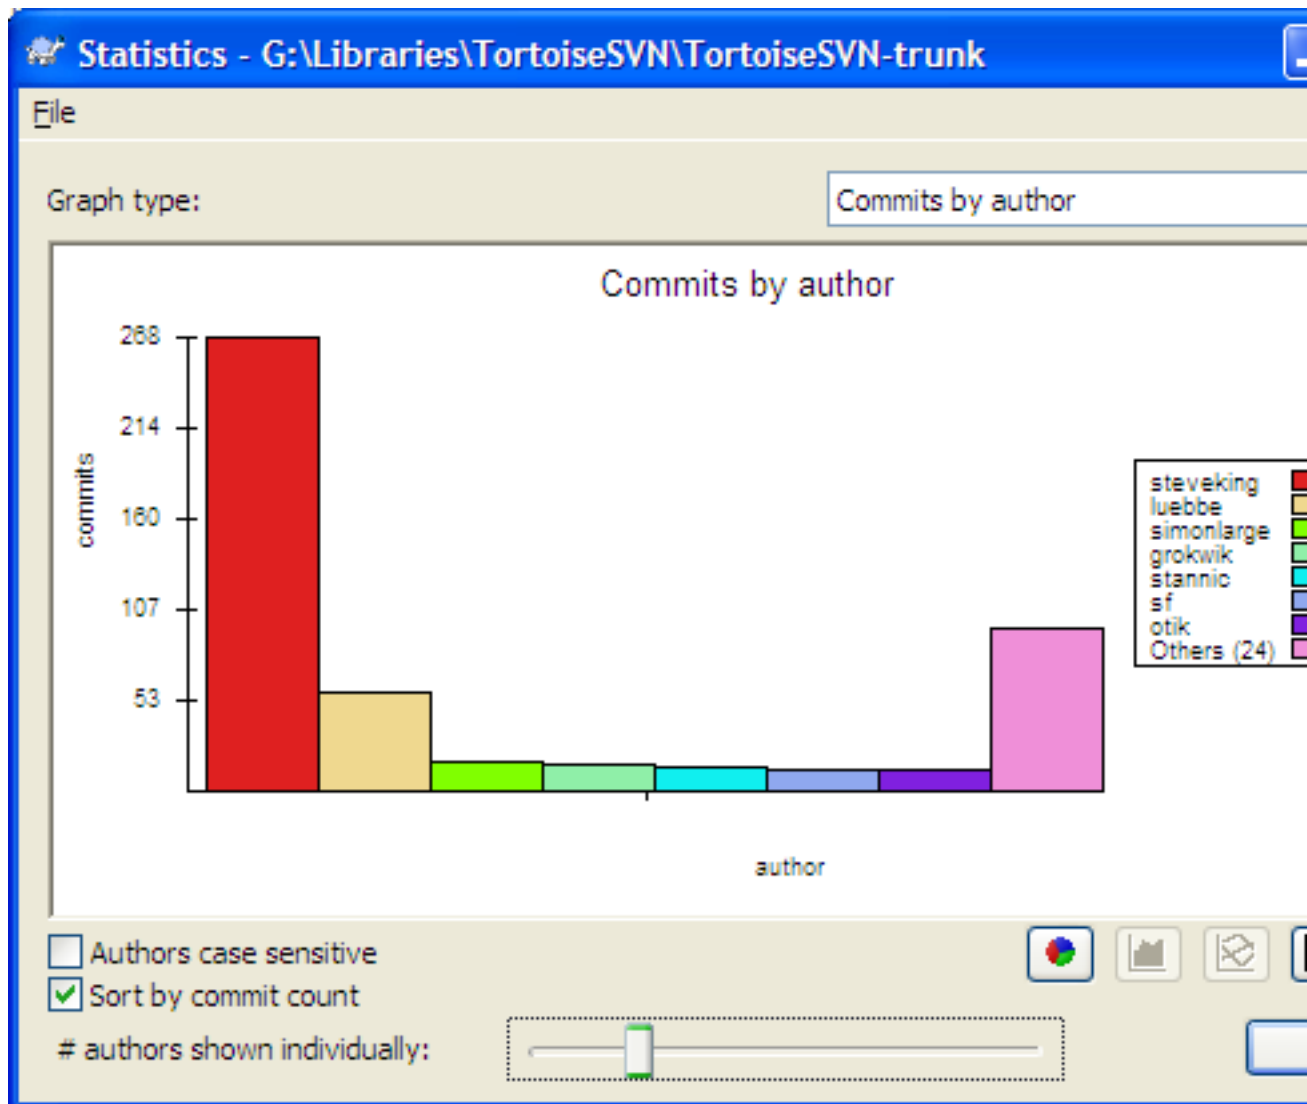 Statistics - G:\Libraries\TortoiseSVN\TortoiseSVN-trunk
File
Graph type:
Commits by author
Commits by author
268
214
160
107
53
commits
author
steveking
luebbe
simonlarge
grokwik
stannic
sf
otik
Others (24)
Authors case sensitive
Sort by commit count
# authors shown individually: